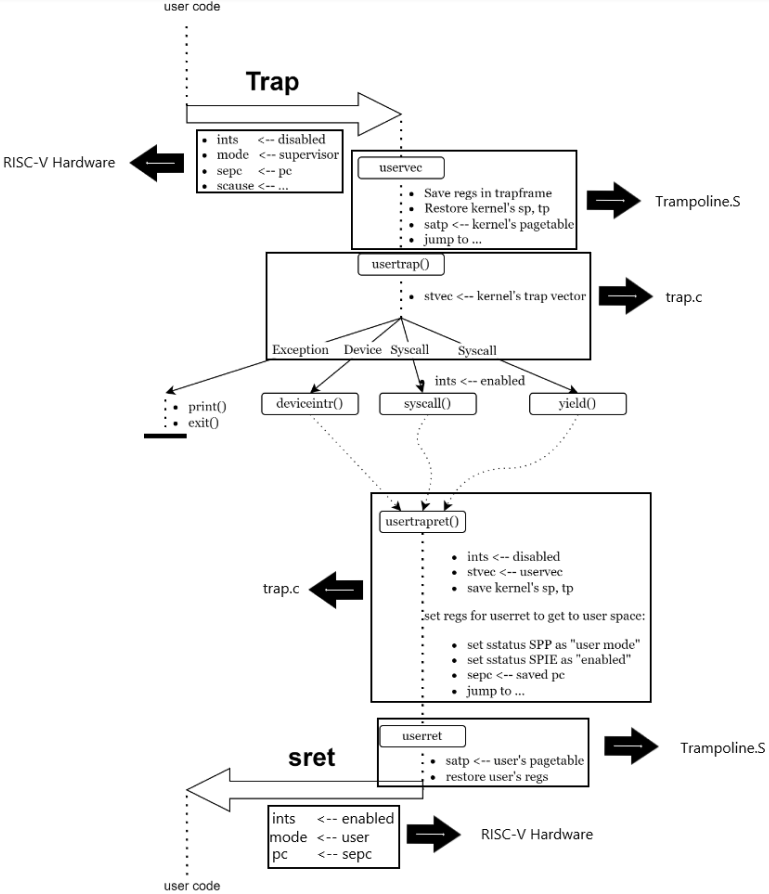 user code
Trap
• ints <-- disabled
• mode <-- supervisor
• sepc <-- pc
• scause <-- ...
RISC-V Hardware
uservec
• Save regs in trapframe
• Restore kernel's sp, tp
• satp <-- kernel's pagetable
• jump to ...
Trampoline.S
usertrap()
• stvec <-- kernel's trap vector
trap.c
Exception Device Syscall Syscall
ints <-- enabled
• print()
• exit()
deviceintr()
syscall()
yield()
usertrapret()
• ints <-- disabled
• stvec <-- uservec
• save kernel's sp, tp
trap.c
set regs for userret to get to user space:
• set sstatus SPP as "user mode"
• set sstatus SPIE as "enabled"
• sepc <-- saved pc
• jump to ...
userret
• satp <-- user's pagetable
• restore user's regs
Trampoline.S
sret
ints <-- enabled
mode <-- user
pc <-- sepc
RISC-V Hardware
user code